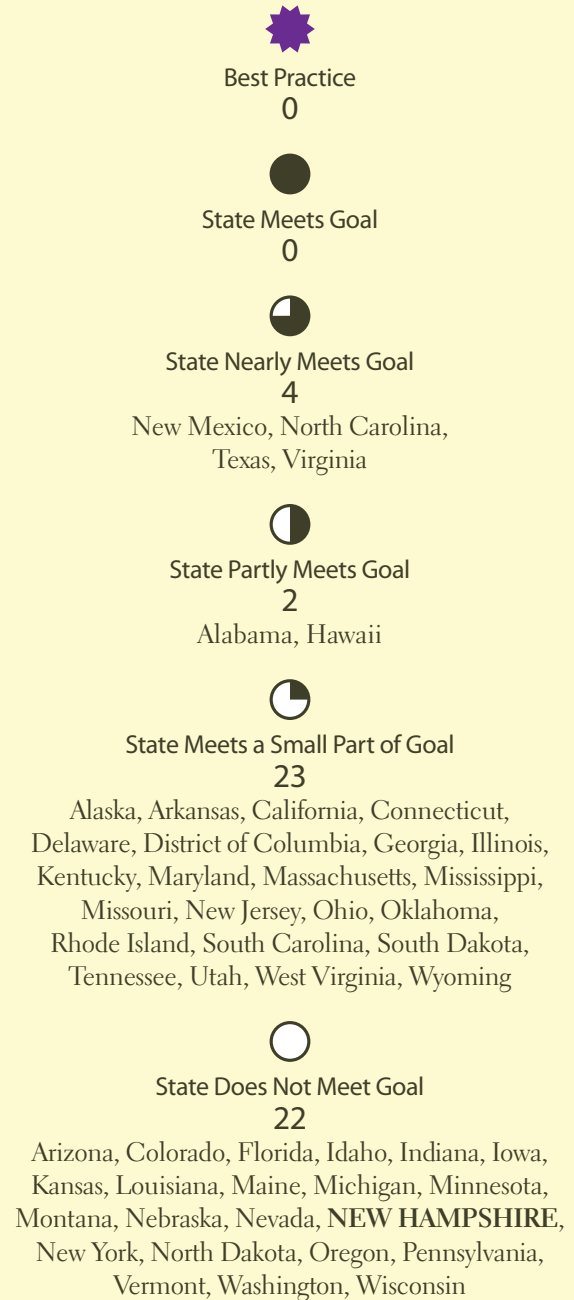 Best Practice
0
State Meets Goal
0
State Nearly Meets Goal
4
New Mexico, North Carolina,
Texas, Virginia
State Partly Meets Goal
2
Alabama, Hawaii
State Meets a Small Part of Goal
23
Alaska, Arkansas, California, Connecticut,
Delaware, District of Columbia, Georgia, Illinois,
Kentucky, Maryland, Massachusetts, Mississippi,
Missouri, New Jersey, Ohio, Oklahoma,
Rhode Island, South Carolina, South Dakota,
Tennessee, Utah, West Virginia, Wyoming
State Does Not Meet Goal
22
Arizona, Colorado, Florida, Idaho, Indiana, Iowa,
Kansas, Louisiana, Maine, Michigan, Minnesota,
Montana, Nebraska, Nevada, NEW HAMPSHIRE,
New York, North Dakota, Oregon, Pennsylvania,
Vermont, Washington, Wisconsin